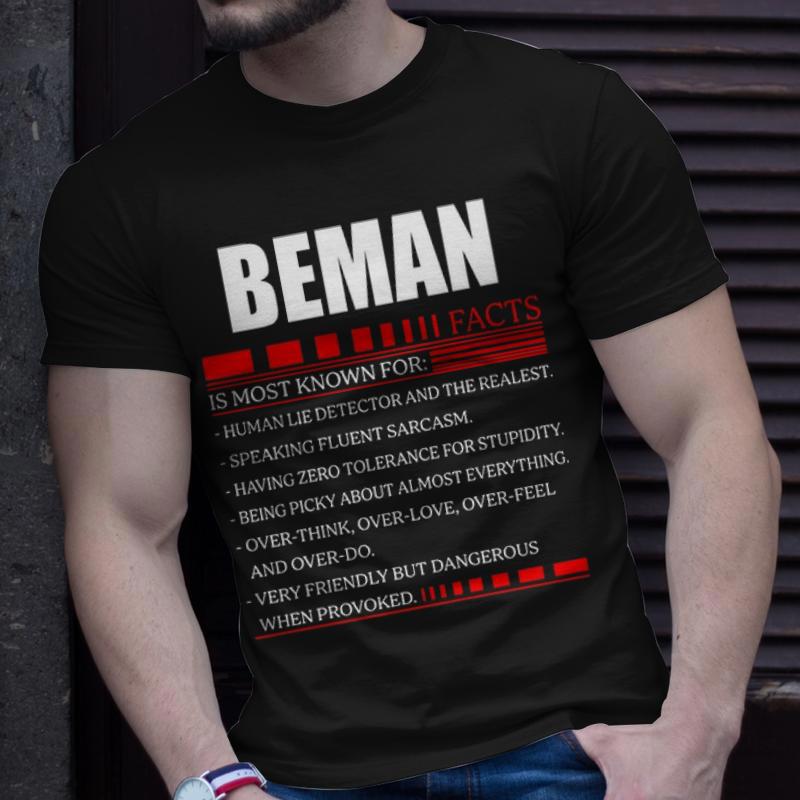 BEMAN
FACTS
IS MOST KNOWN FOR:
- HUMAN LIE DETECTOR AND THE REALEST.
- SPEAKING FLUENT SARCASM.
- HAVING ZERO TOLERANCE FOR STUPIDITY.
- BEING PICKY ABOUT ALMOST EVERYTHING.
- OVER-THINK, OVER-LOVE, OVER-FEEL
AND OVER-DO.
- VERY FRIENDLY BUT DANGEROUS
WHEN PROVOKED.